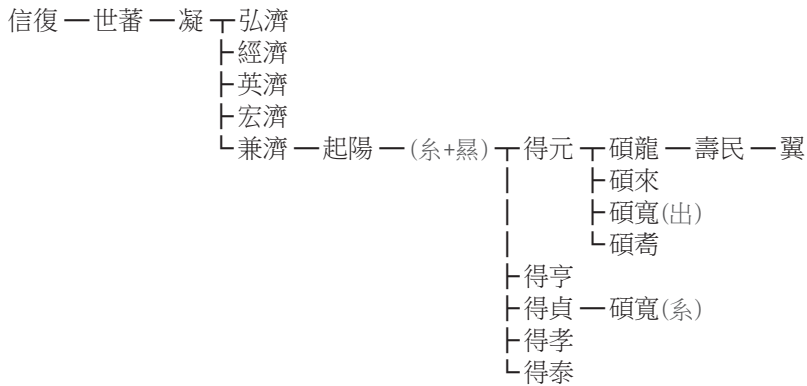 信復 世蕃 凝 弘濟
經濟
英濟
宏濟
兼濟 起陽 (糸+㬎) 得元 碩龍 壽民 翼
碩來
碩寬(出)
碩耈
得亨
得貞 碩寬(系)
得孝
得泰